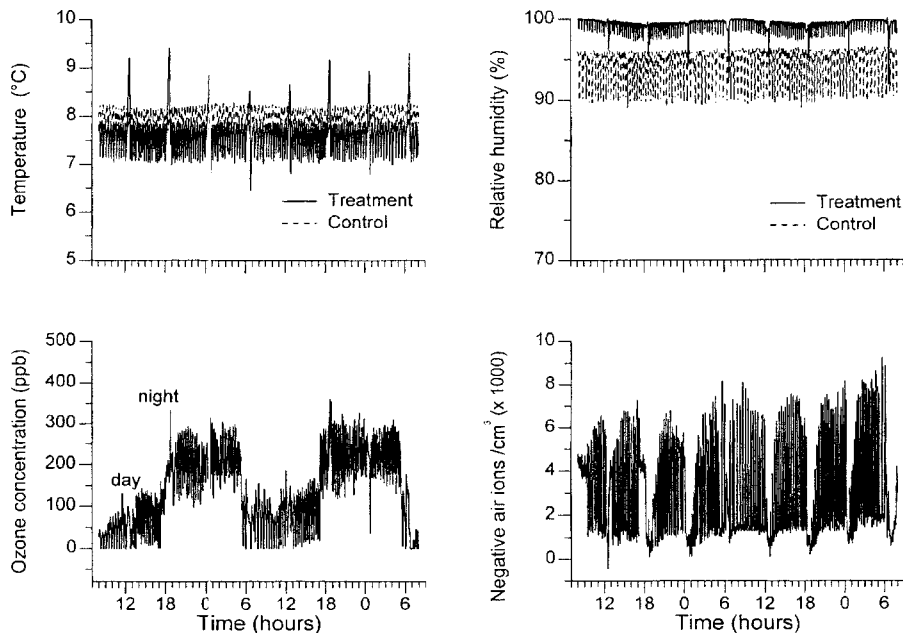 Temperature (°C)
10
9
8
7
6
5
Treatment
Control
Relative humidity (%)
100
90
80
70
Treatment
Control
Ozone concentration (ppb)
500
400
300
200
100
0
night
day
12 18 0 6 12 18 0 6
Time (hours)
Negative air ions /cm³ (x 1000)
10
8
6
4
2
0
12 18 0 6 12 18 0 6
Time (hours)